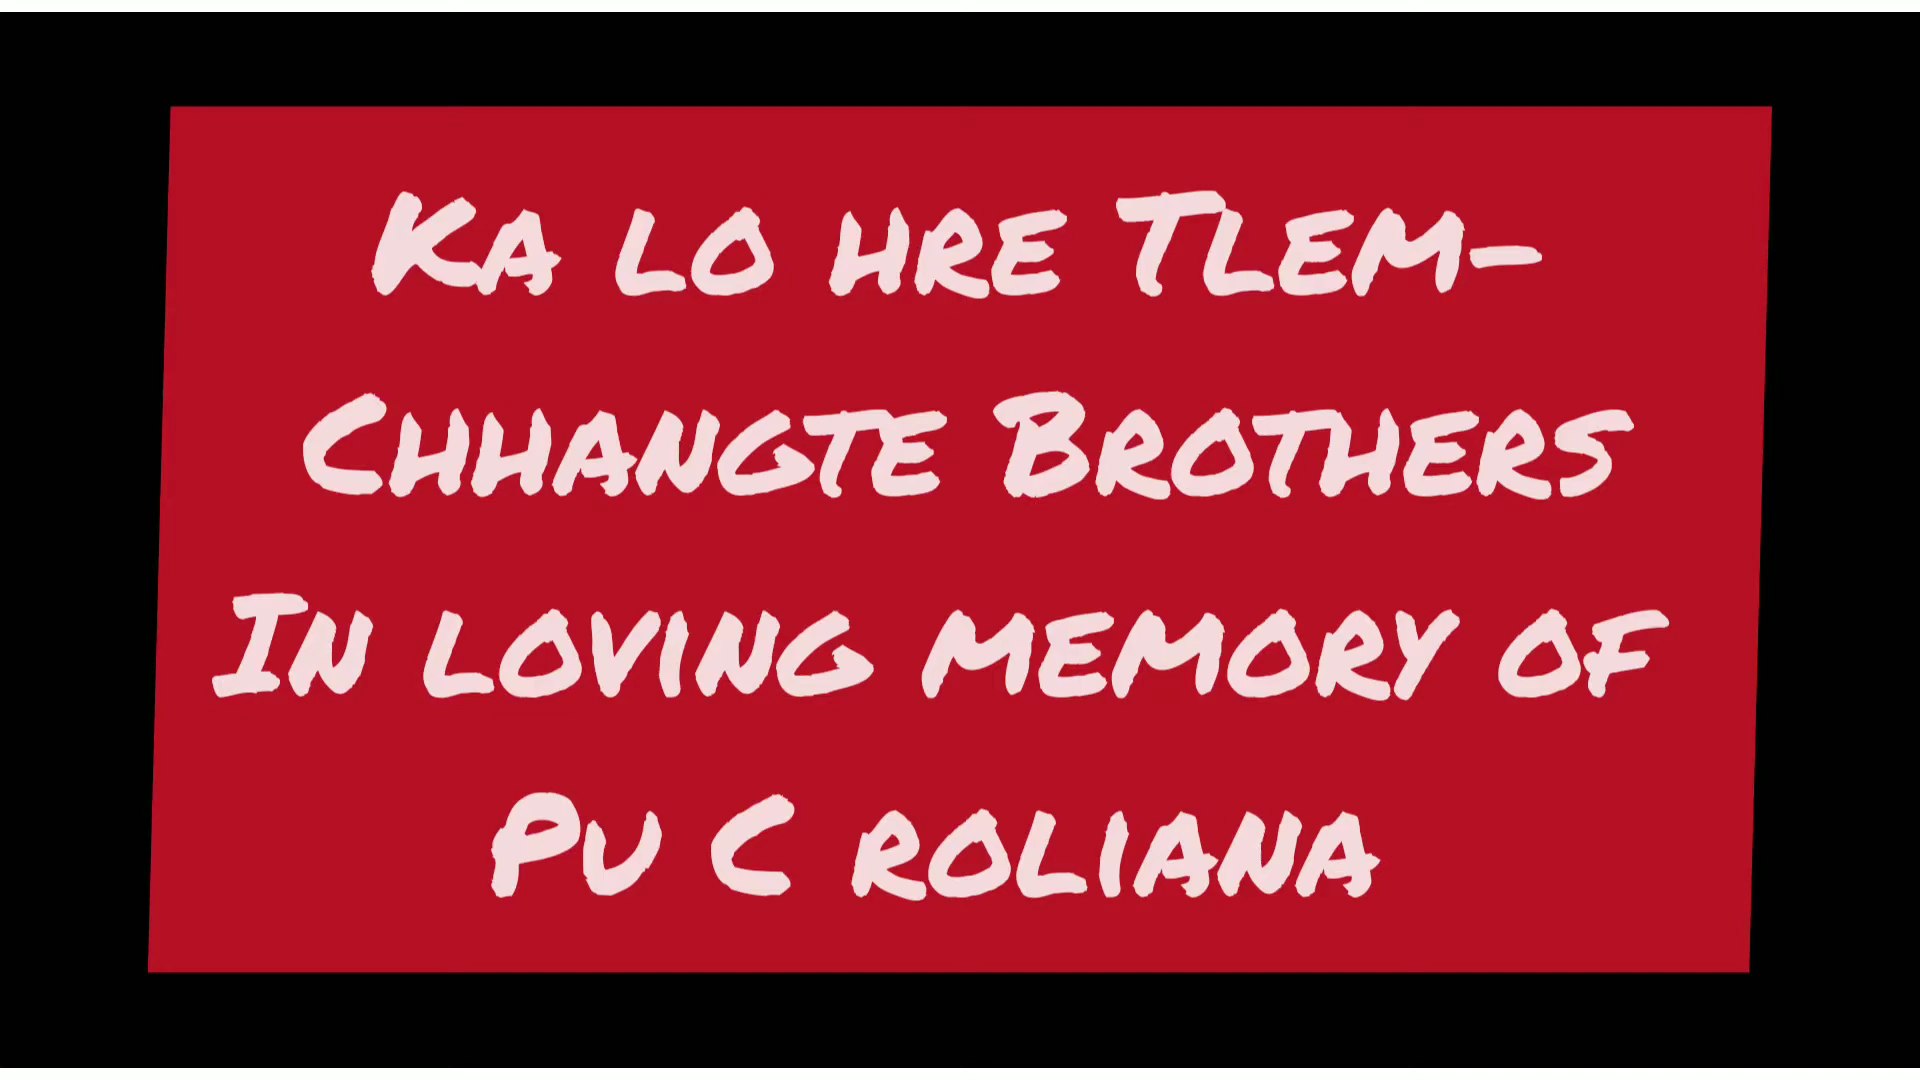 Ka lo hre Tlem-
Chhangte Brothers
In loving memory of
Pu C roliana